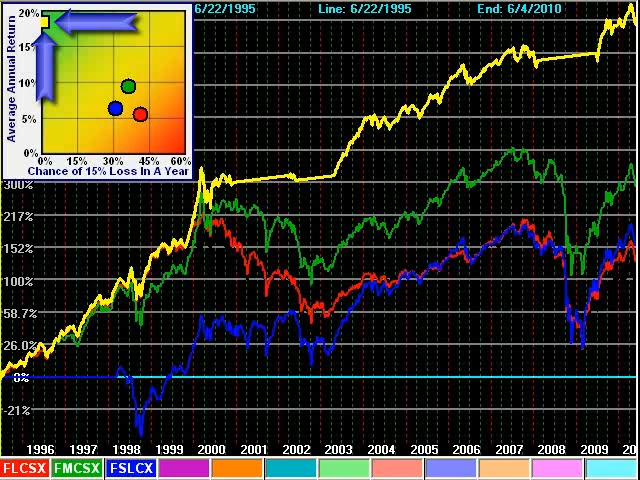 6/22/1995 Line: 6/22/1995 End: 6/4/2010
Average Annual Return
20%
15%
10%
5%
0%
0% 15% 30% 45% 60%
Chance of 15% Loss In A Year
300%
217%
152%
100%
58.7%
26.0%
0%
-21%
1996 1997 1998 1999 2000 2001 2002 2003 2004 2005 2006 2007 2008 2009 20
FLCSX FMCSX FSLCX